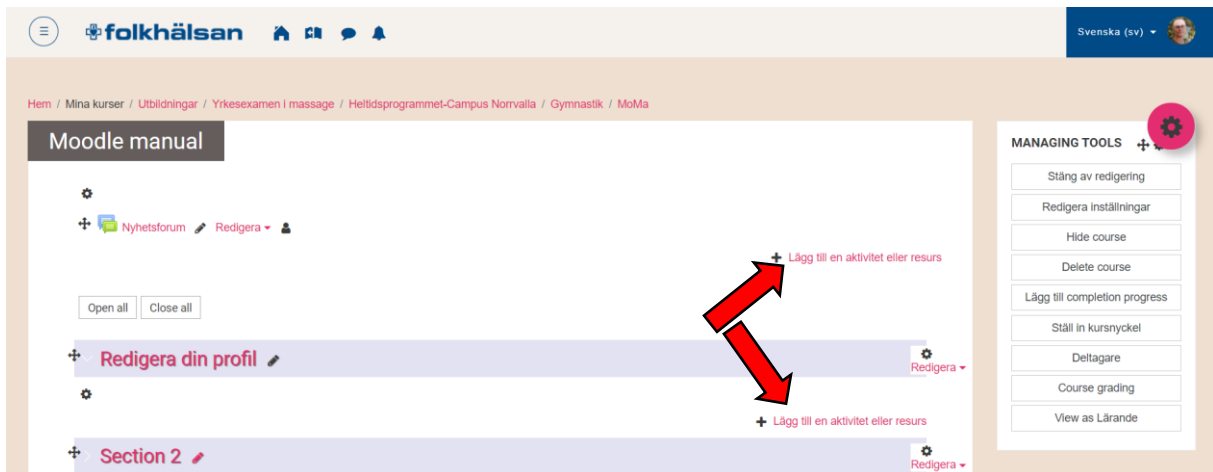 folkhälsan
Svenska (sv)
Hem / Mina kurser / Utbildningar / Yrkesexamen i massage / Heltidsprogrammet-Campus Norrvalla / Gymnastik / MoMa
Moodle manual
Nyhetsforum Redigera
Lägg till en aktivitet eller resurs
Open all Close all
Redigera din profil
Redigera
Lägg till en aktivitet eller resurs
Section 2
Redigera
MANAGING TOOLS
Stäng av redigering
Redigera inställningar
Hide course
Delete course
Lägg till completion progress
Ställ in kursnyckel
Deltagare
Course grading
View as Lärande